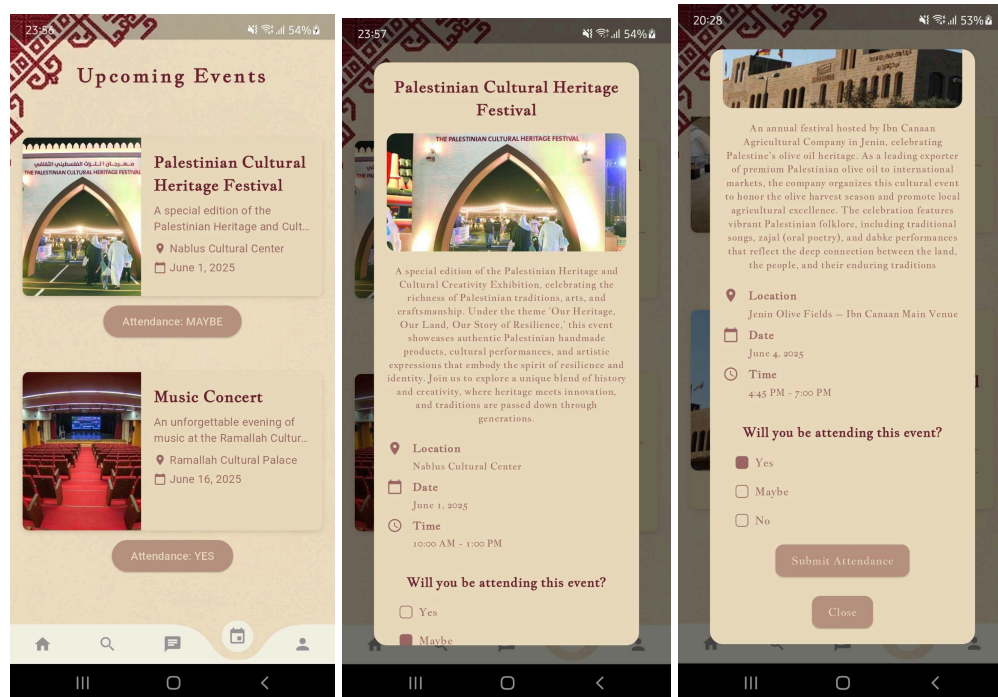 23:56
54%
Upcoming Events
مهرجان التراث الفلسطيني الثقافي
THE PALESTINIAN CULTURAL HERITAGE FESTIVAL
Palestinian Cultural
Heritage Festival
A special edition of the
Palestinian Heritage and Cult...
Nablus Cultural Center
June 1, 2025
Attendance: MAYBE
Music Concert
An unforgettable evening of
music at the Ramallah Cultur...
Ramallah Cultural Palace
June 16, 2025
Attendance: YES
23:57
54%
Palestinian Cultural Heritage
Festival
THE PALESTINIAN CULTURAL HERITAGE FESTIVAL
A special edition of the Palestinian Heritage and
Cultural Creativity Exhibition, celebrating the
richness of Palestinian traditions, arts, and
craftsmanship. Under the theme 'Our Heritage,
Our Land, Our Story of Resilience,' this event
showcases authentic Palestinian handmade
products, cultural performances, and artistic
expressions that embody the spirit of resilience and
identity. Join us to explore a unique blend of history
and creativity, where heritage meets innovation,
and traditions are passed down through
generations.
Location
Nablus Cultural Center
Date
June 1, 2025
Time
10:00 AM - 1:00 PM
Will you be attending this event?
Yes
Maybe
20:28
53%
An annual festival hosted by Ibn Canaan
Agricultural Company in Jenin, celebrating
Palestine's olive oil heritage. As a leading exporter
of premium Palestinian olive oil to international
markets, the company organizes this cultural event
to honor the olive harvest season and promote local
agricultural excellence. The celebration features
vibrant Palestinian folklore, including traditional
songs, zajal (oral poetry), and dabke performances
that reflect the deep connection between the land,
the people, and their enduring traditions
Location
Jenin Olive Fields – Ibn Canaan Main Venue
Date
June 4, 2025
Time
4:45 PM - 7:00 PM
Will you be attending this event?
Yes
Maybe
No
Submit Attendance
Close